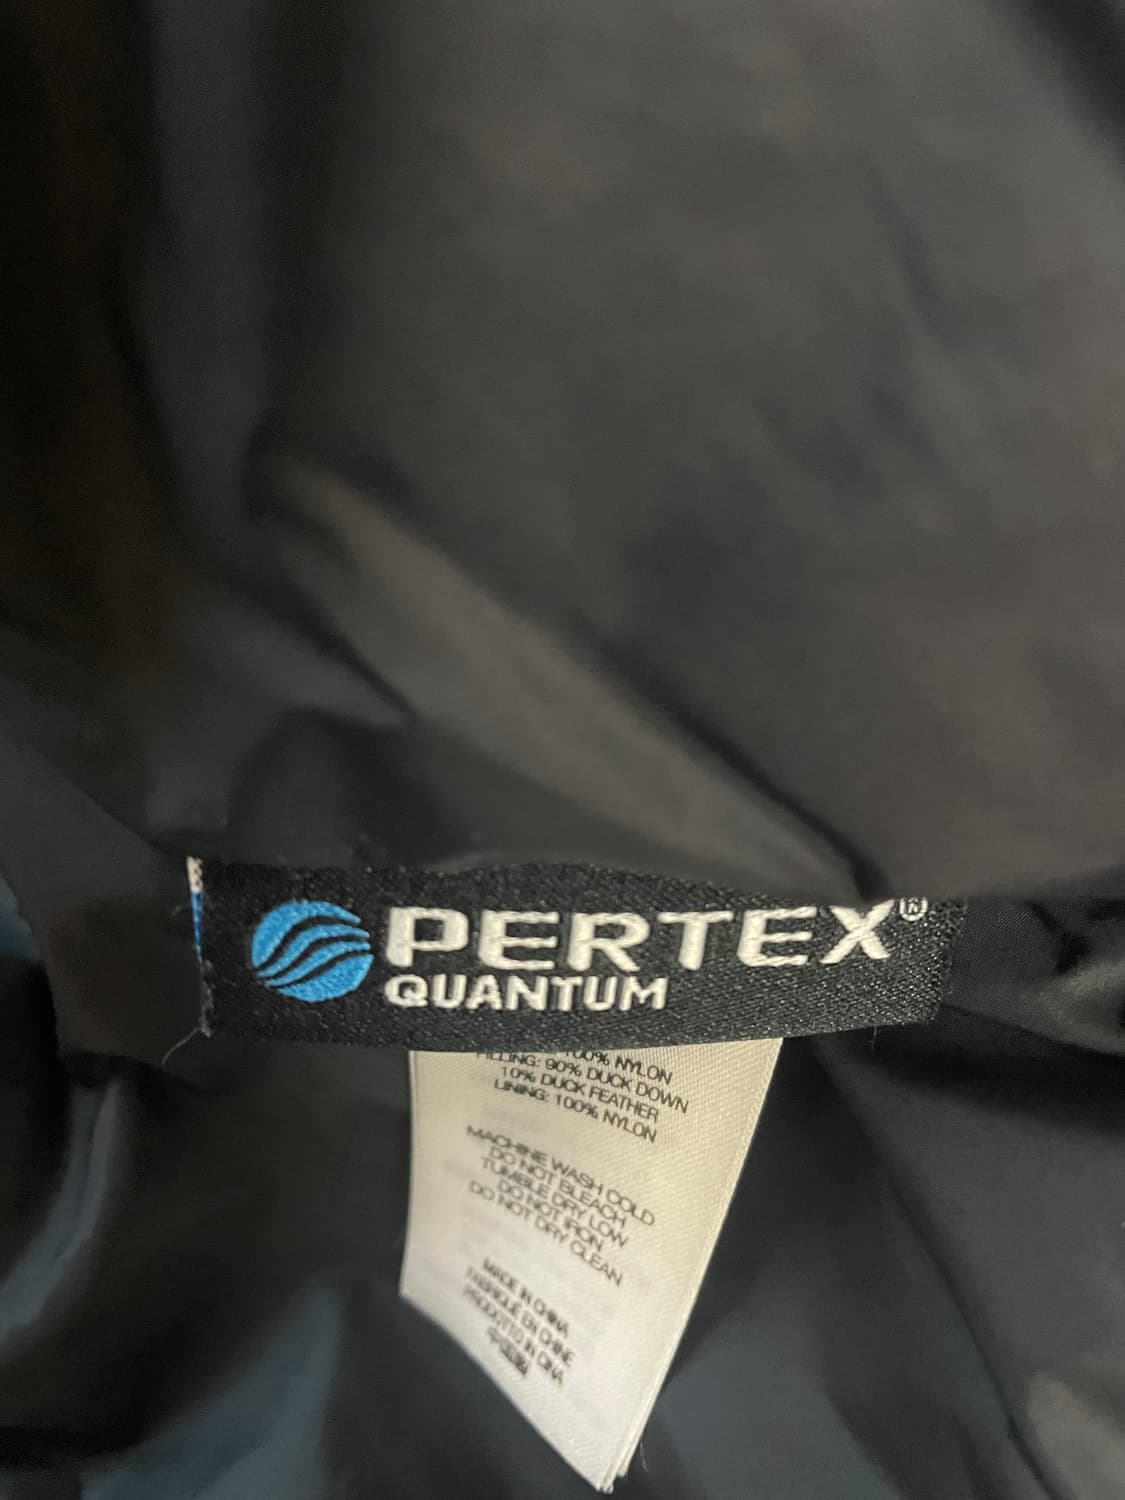 PERTEX®
QUANTUM
100% NYLON
FILLING: 90% DUCK DOWN
10% DUCK FEATHER
LINING: 100% NYLON
MACHINE WASH COLD
DO NOT BLEACH
TUMBLE DRY LOW
DO NOT IRON
DO NOT DRY CLEAN
MADE IN CHINA
FABRIQUÉ EN CHINE
PRODOTTO IN CINA